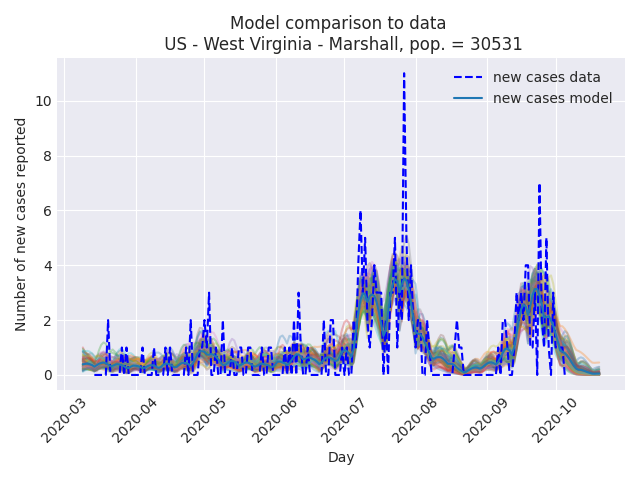 Model comparison to data
US - West Virginia - Marshall, pop. = 30531
new cases data
new cases model
Number of new cases reported
10
8
6
4
2
0
2020-03
2020-04
2020-05
2020-06
2020-07
2020-08
2020-09
2020-10
Day